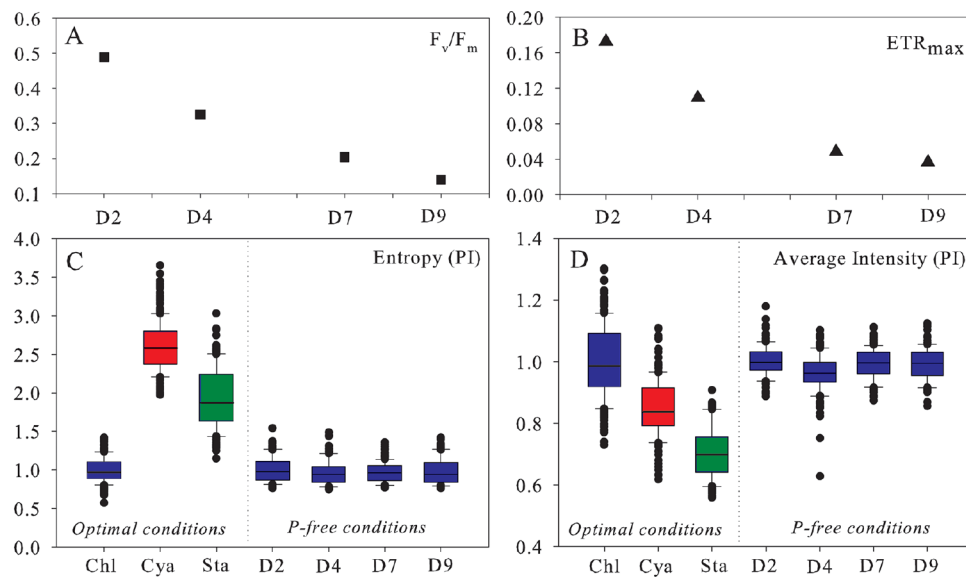 A
Fv/Fm
0.6
0.5
0.4
0.3
0.2
0.1
D2 D4 D7 D9
B
ETRmax
0.20
0.16
0.12
0.08
0.04
0.00
D2 D4 D7 D9
C
Entropy (PI)
4.0
3.5
3.0
2.5
2.0
1.5
1.0
0.5
0.0
Optimal conditions
P-free conditions
Chl Cya Sta D2 D4 D7 D9
D
Average Intensity (PI)
1.4
1.2
1.0
0.8
0.6
0.4
Optimal conditions
P-free conditions
Chl Cya Sta D2 D4 D7 D9